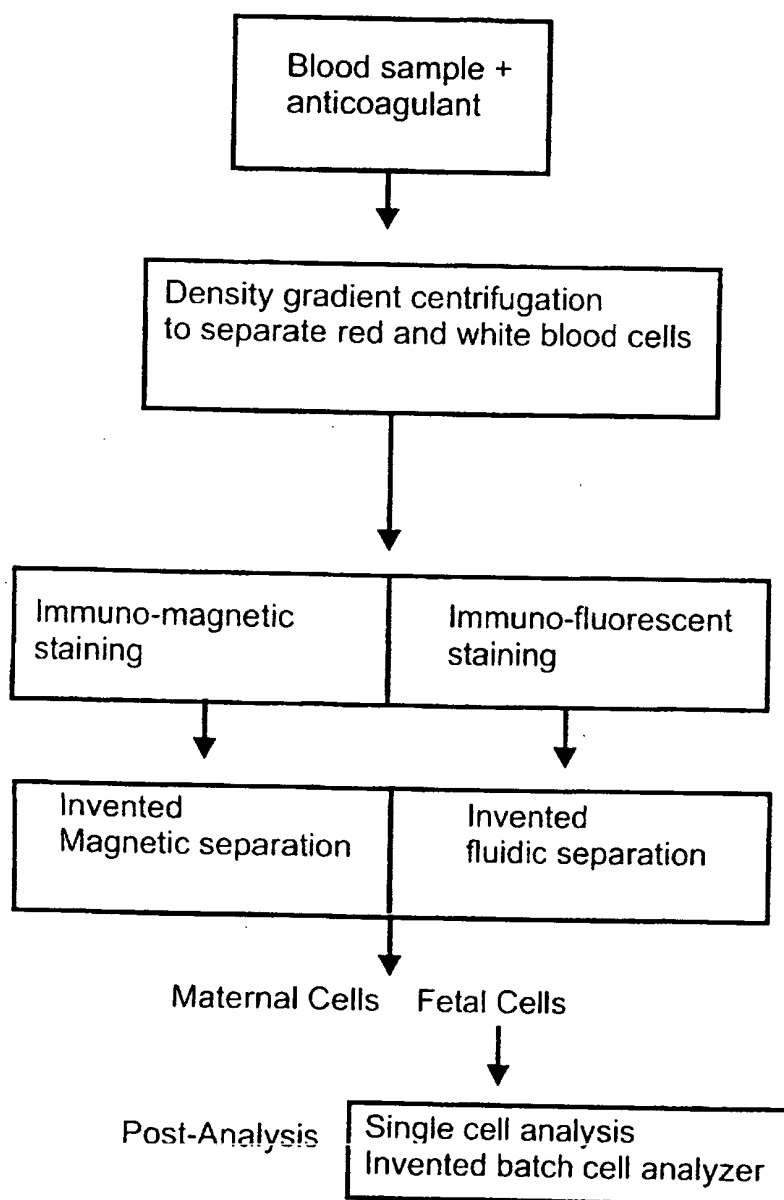 Blood sample +
anticoagulant
Density gradient centrifugation
to separate red and white blood cells
Immuno-magnetic
staining
Immuno-fluorescent
staining
Invented
Magnetic separation
Invented
fluidic separation
Maternal Cells Fetal Cells
Post-Analysis
Single cell analysis
Invented batch cell analyzer